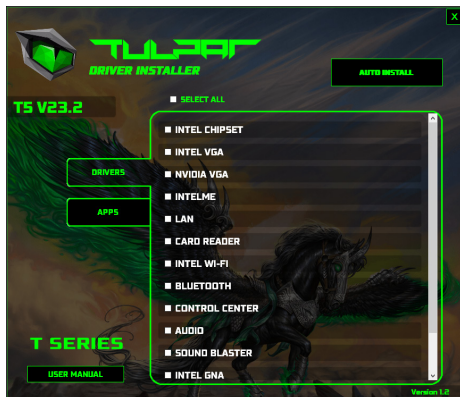 X
TULPAR
DRIVER INSTALLER
AUTO INSTALL
T5 V23.2
SELECT ALL
INTEL CHIPSET
INTEL VGA
NVIDIA VGA
INTELME
LAN
CARD READER
INTEL WI-FI
BLUETOOTH
CONTROL CENTER
AUDIO
SOUND BLASTER
INTEL GNA
DRIVERS
APPS
T SERIES
USER MANUAL
Version 1.2